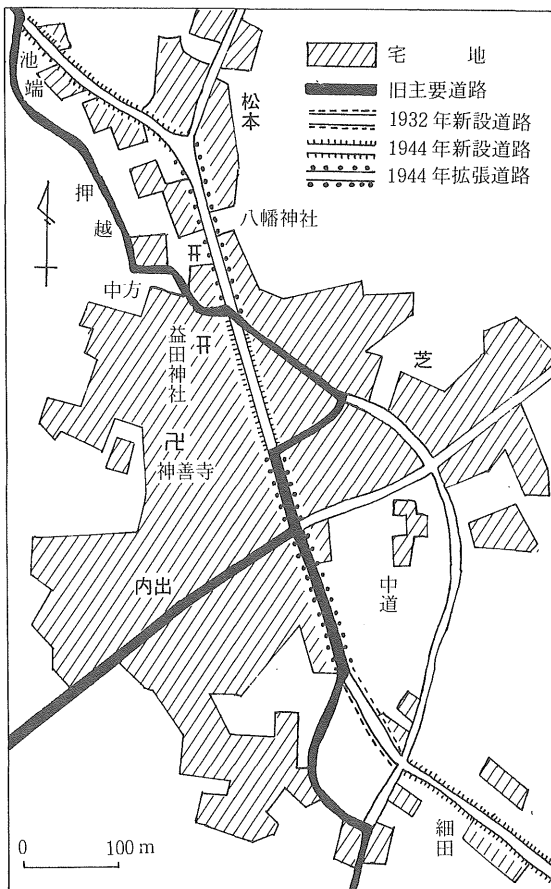 宅 地
旧主要道路
1932年新設道路
1944年新設道路
1944年拡張道路
池端
松本
押越
八幡神社
中方
益田神社
芝
神善寺
内出
中道
細田
0 100m